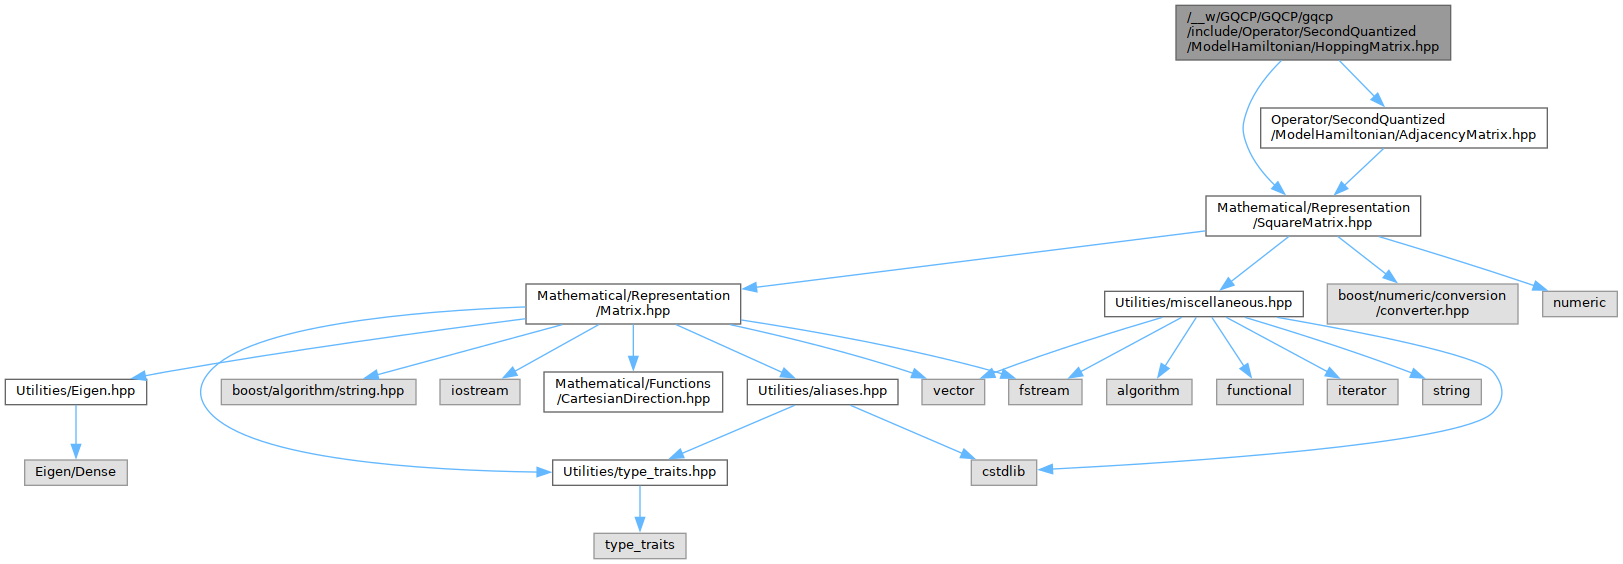 /__w/GQCP/GQCP/gqcp
/include/Operator/SecondQuantized
/ModelHamiltonian/HoppingMatrix.hpp
Operator/SecondQuantized
/ModelHamiltonian/AdjacencyMatrix.hpp
Mathematical/Representation
/SquareMatrix.hpp
Mathematical/Representation
/Matrix.hpp
Utilities/miscellaneous.hpp
boost/numeric/conversion
/converter.hpp
numeric
Utilities/Eigen.hpp
boost/algorithm/string.hpp
iostream
Mathematical/Functions
/CartesianDirection.hpp
Utilities/aliases.hpp
vector
fstream
algorithm
functional
iterator
string
Eigen/Dense
Utilities/type_traits.hpp
cstdlib
type_traits